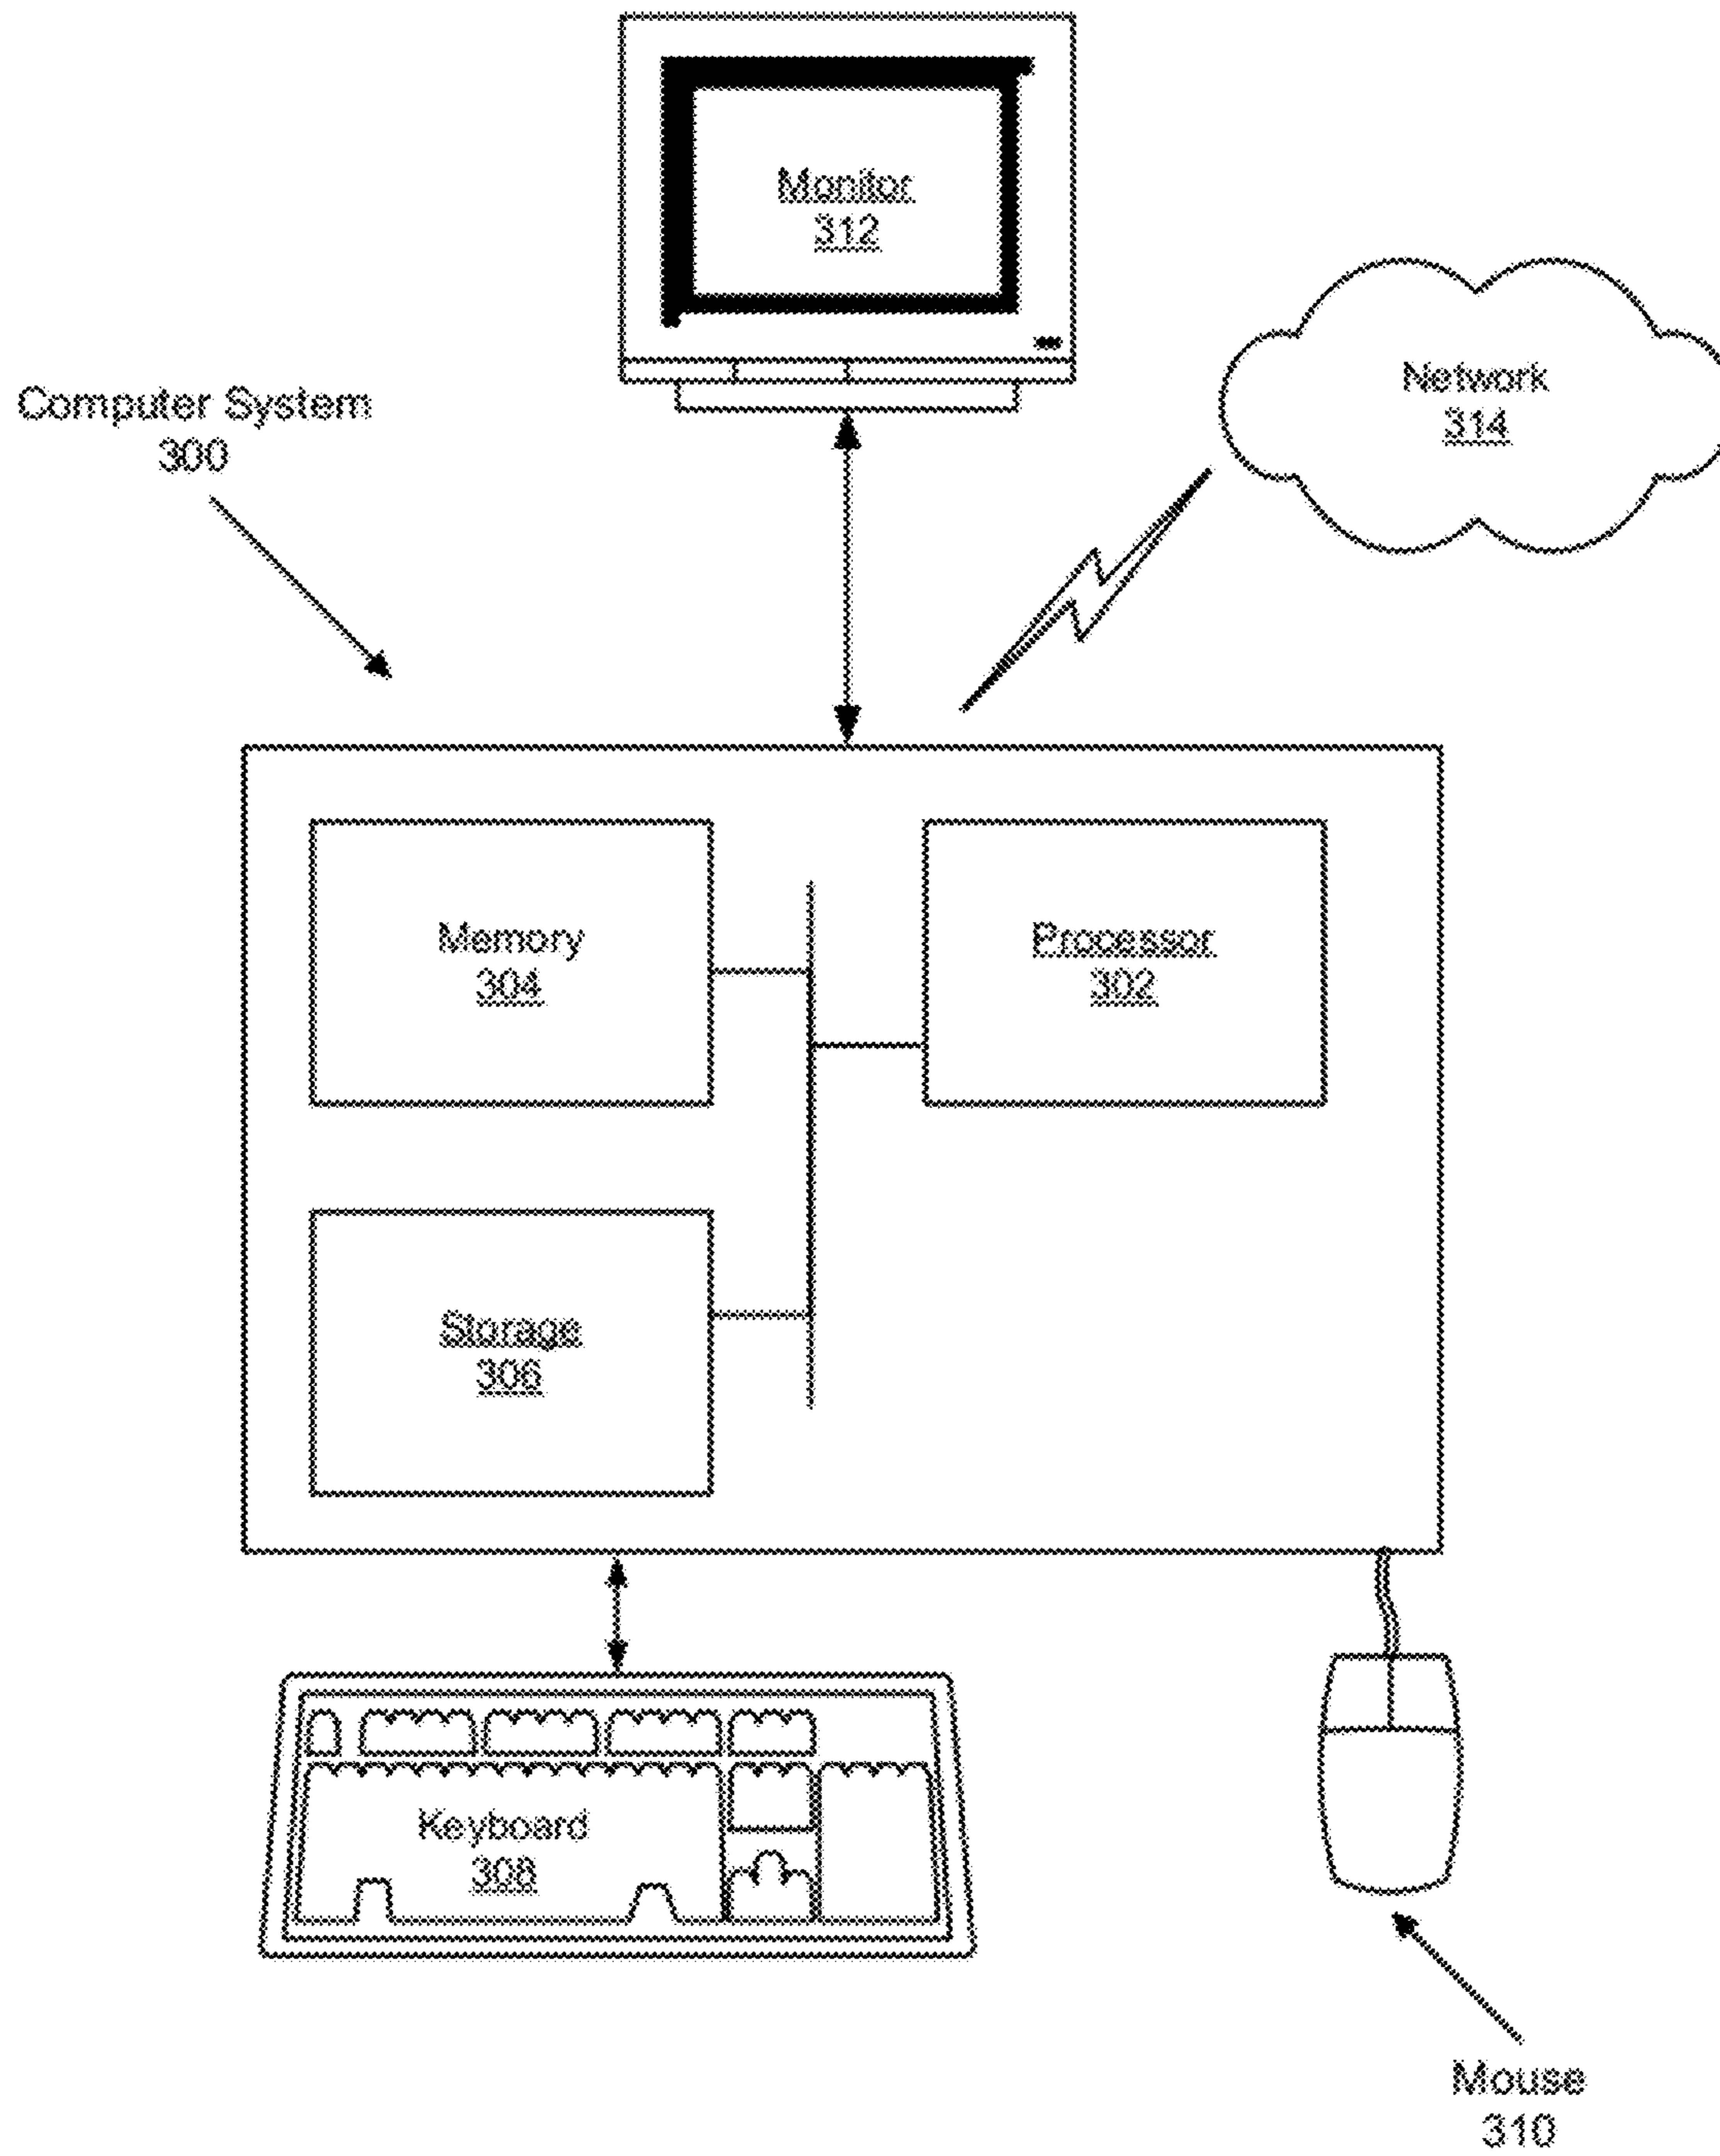 Monitor
312
Computer System
300
Network
314
Memory
304
Processor
302
Storage
306
Keyboard
308
Mouse
310